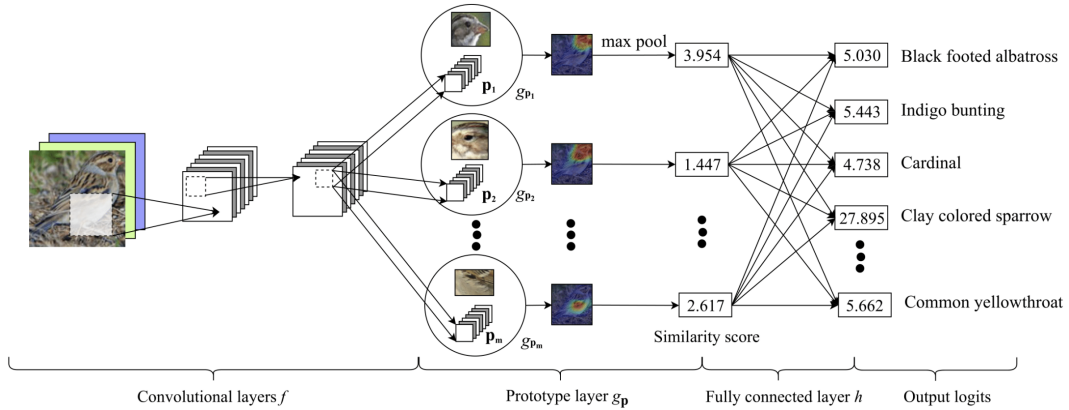 max pool
3.954
5.030
Black footed albatross
p1
gp1
5.443
Indigo bunting
1.447
4.738
Cardinal
p2
gp2
27.895
Clay colored sparrow
2.617
5.662
Common yellowthroat
pm
gpm
Similarity score
Convolutional layers f
Prototype layer gp
Fully connected layer h
Output logits